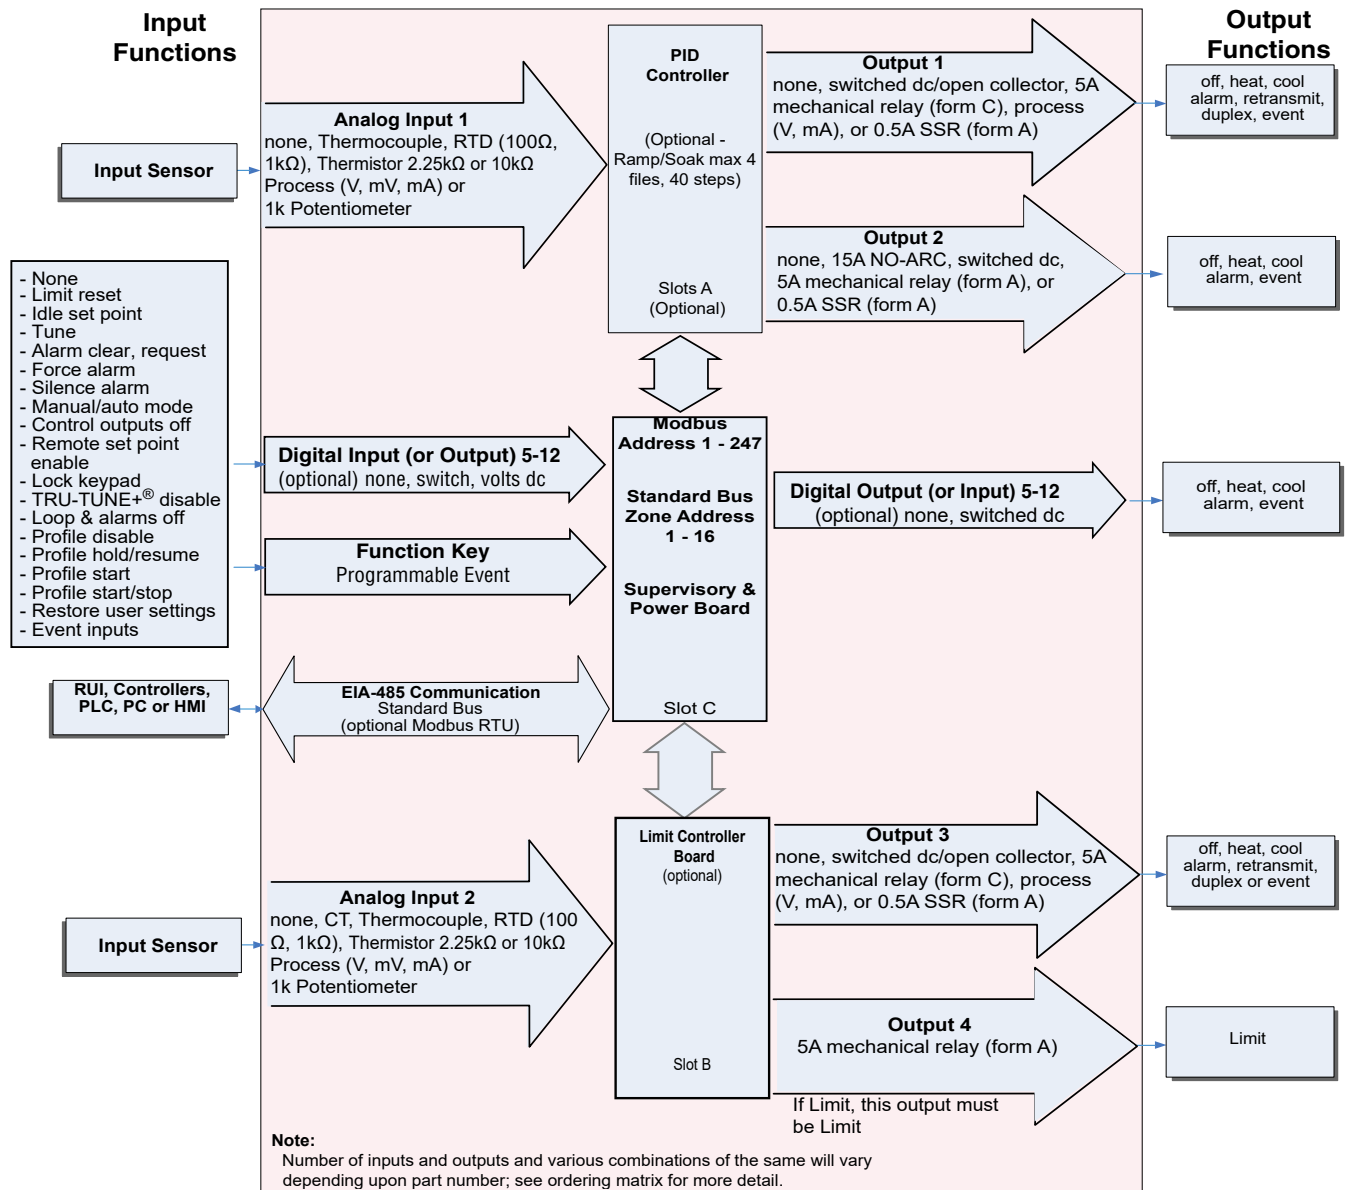 Input
Functions
Output
Functions
PID
Controller
(Optional -
Ramp/Soak max 4
files, 40 steps)
Slots A
(Optional)
Input Sensor
Analog Input 1
none, Thermocouple, RTD (100Ω,
1kΩ), Thermistor 2.25kΩ or 10kΩ
Process (V, mV, mA) or
1k Potentiometer
Output 1
none, switched dc/open collector, 5A
mechanical relay (form C), process
(V, mA), or 0.5A SSR (form A)
off, heat, cool
alarm, retransmit,
duplex, event
Output 2
none, 15A NO-ARC, switched dc,
5A mechanical relay (form A), or
0.5A SSR (form A)
off, heat, cool
alarm, event
- None
- Limit reset
- Idle set point
- Tune
- Alarm clear, request
- Force alarm
- Silence alarm
- Manual/auto mode
- Control outputs off
- Remote set point
enable
- Lock keypad
- TRU-TUNE+® disable
- Loop & alarms off
- Profile disable
- Profile hold/resume
- Profile start
- Profile start/stop
- Restore user settings
- Event inputs
Digital Input (or Output) 5-12
(optional) none, switch, volts dc
Function Key
Programmable Event
Modbus
Address 1 - 247
Standard Bus
Zone Address
1 - 16
Supervisory &
Power Board
Slot C
Digital Output (or Input) 5-12
(optional) none, switched dc
off, heat, cool
alarm, event
RUI, Controllers,
PLC, PC or HMI
EIA-485 Communication
Standard Bus
(optional Modbus RTU)
Limit Controller
Board
(optional)
Slot B
Input Sensor
Analog Input 2
none, CT, Thermocouple, RTD (100
Ω, 1kΩ), Thermistor 2.25kΩ or 10kΩ
Process (V, mV, mA) or
1k Potentiometer
Output 3
none, switched dc/open collector, 5A
mechanical relay (form C), process
(V, mA), or 0.5A SSR (form A)
off, heat, cool
alarm, retransmit,
duplex or event
Output 4
5A mechanical relay (form A)
If Limit, this output must
be Limit
Limit
Note:
Number of inputs and outputs and various combinations of the same will vary
depending upon part number; see ordering matrix for more detail.